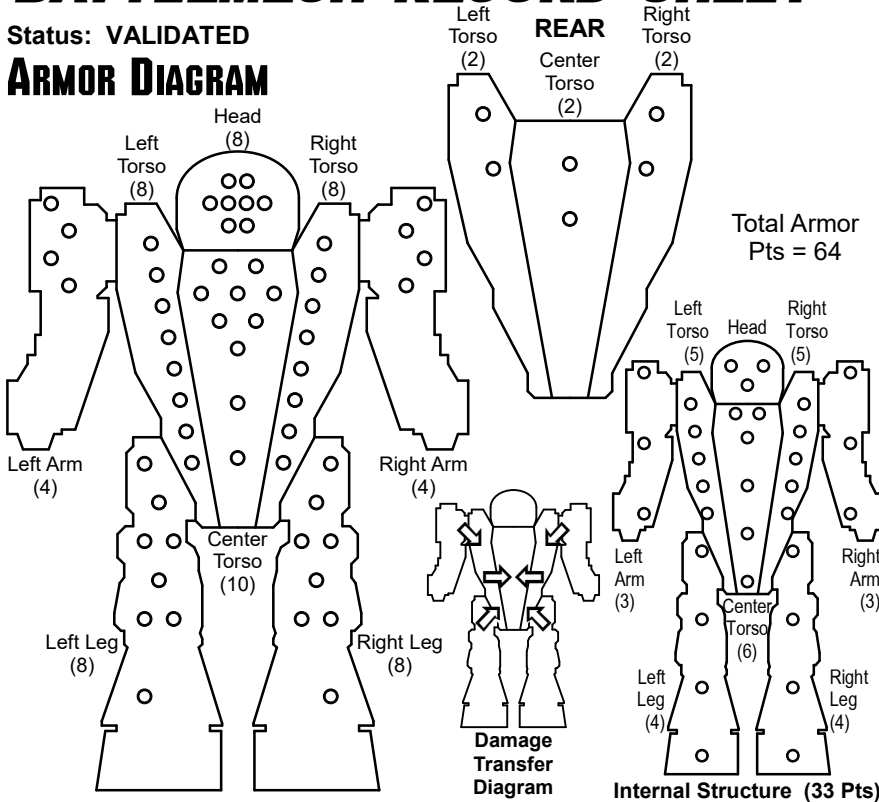 BATTLEMECH RECORD SHEET
Status: VALIDATED
ARMOR DIAGRAM
Head
(8)
Left
Torso
(8)
Right
Torso
(8)
Left Arm
(4)
Right Arm
(4)
Center
Torso
(10)
Left Leg
(8)
Right Leg
(8)
REAR
Left
Torso
(2)
Center
Torso
(2)
Right
Torso
(2)
Total Armor
Pts = 64
Left
Torso
(5)
Head
Right
Torso
(5)
Left
Arm
(3)
Right
Arm
(3)
Center
Torso
(6)
Left
Leg
(4)
Right
Leg
(4)
Damage
Transfer
Diagram
Internal Structure (33 Pts)